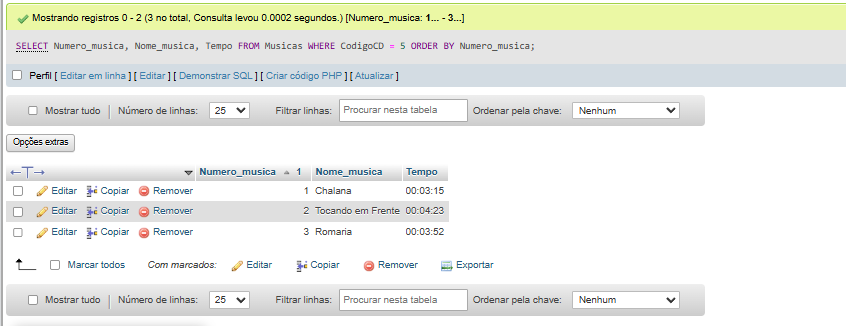 Mostrando registros 0 - 2 (3 no total, Consulta levou 0.0002 segundos.) [Numero_musica: 1... - 3...]
SELECT Numero_musica, Nome_musica, Tempo FROM Musicas WHERE CodigoCD = 5 ORDER BY Numero_musica;
Perfil [ Editar em linha ] [ Editar ] [ Demonstrar SQL ] [ Criar código PHP ] [ Atualizar ]
Mostrar tudo Número de linhas: 25 Filtrar linhas: Procurar nesta tabela Ordenar pela chave: Nenhum
Opções extras
←T→ Numero_musica 1 Nome_musica Tempo
Editar Copiar Remover 1 Chalana 00:03:15
Editar Copiar Remover 2 Tocando em Frente 00:04:23
Editar Copiar Remover 3 Romaria 00:03:52
Marcar todos Com marcados: Editar Copiar Remover Exportar
Mostrar tudo Número de linhas: 25 Filtrar linhas: Procurar nesta tabela Ordenar pela chave: Nenhum